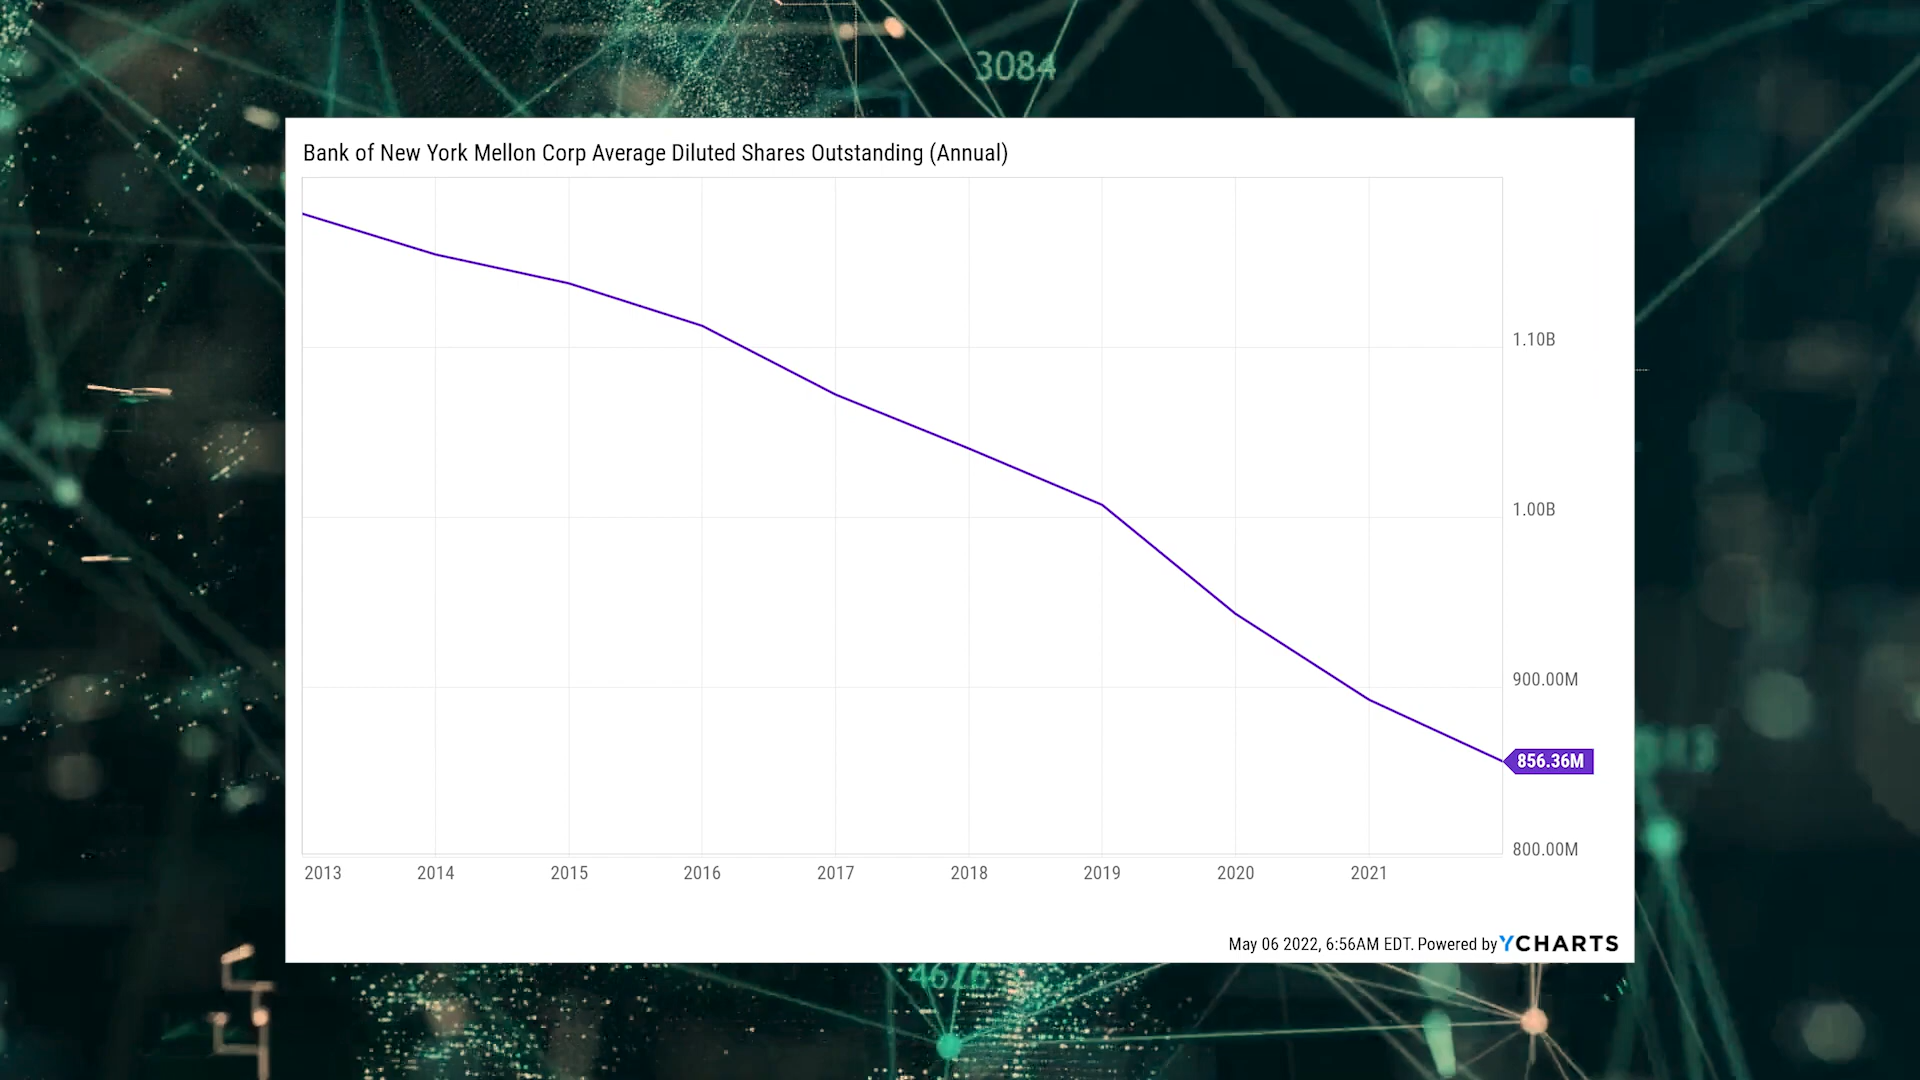 3084
Bank of New York Mellon Corp Average Diluted Shares Outstanding (Annual)
1.10B
1.00B
900.00M
856.36M
800.00M
2013 2014 2015 2016 2017 2018 2019 2020 2021
May 06 2022, 6:56AM EDT. Powered by YCHARTS